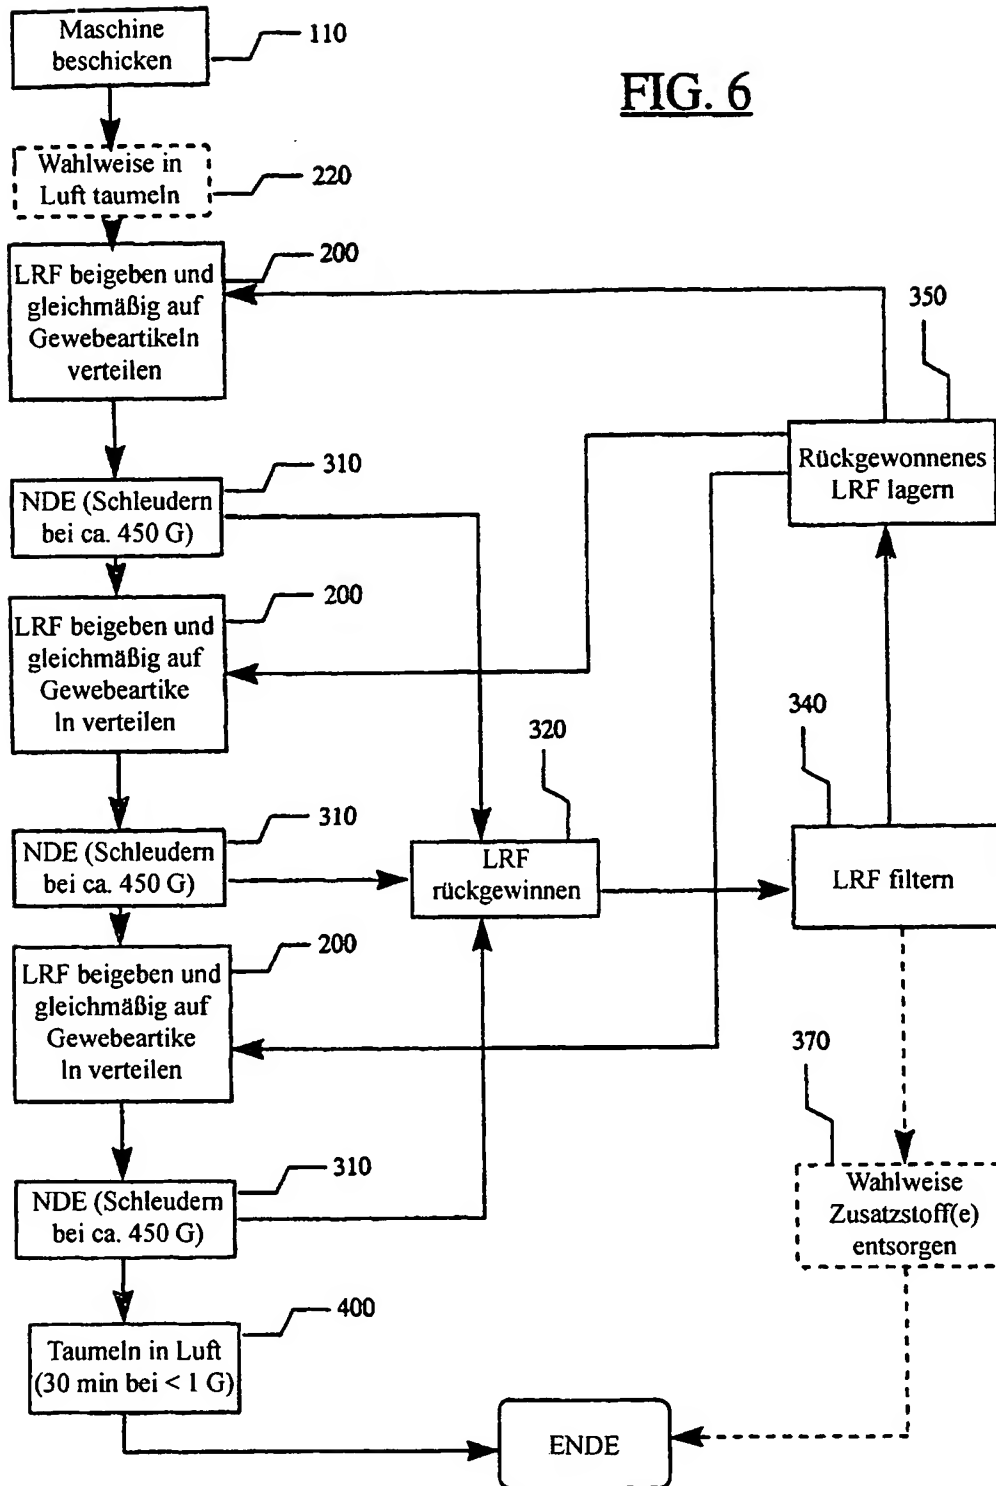 FIG. 6
Maschine
beschicken
110
Wahlweise in
Luft taumeln
220
LRF beigeben und
gleichmäßig auf
Gewebeartikeln
verteilen
200
350
Rückgewonnenes
LRF lagern
NDE (Schleudern
bei ca. 450 G)
310
LRF beigeben und
gleichmäßig auf
Gewebeartike
ln verteilen
200
NDE (Schleudern
bei ca. 450 G)
310
320
LRF
rückgewinnen
340
LRF filtern
LRF beigeben und
gleichmäßig auf
Gewebeartike
ln verteilen
200
370
Wahlweise
Zusatzstoff(e)
entsorgen
NDE (Schleudern
bei ca. 450 G)
310
Taumeln in Luft
(30 min bei < 1 G)
400
ENDE